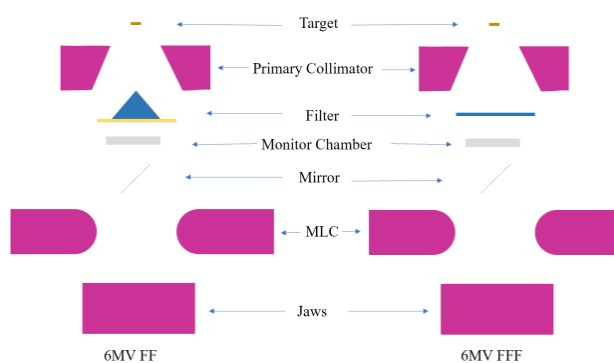 Target
Primary Collimator
Filter
Monitor Chamber
Mirror
MLC
Jaws
6MV FF
6MV FFF